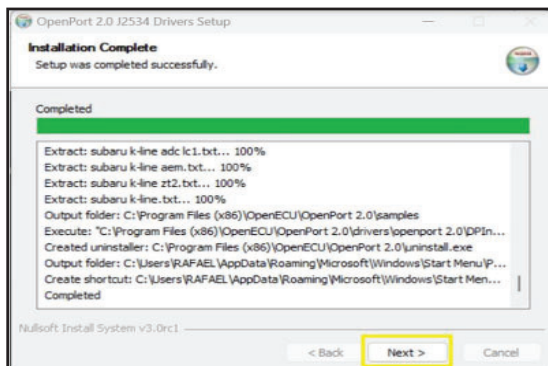 OpenPort 2.0 J2534 Drivers Setup
Installation Complete
Setup was completed successfully.
Completed
Extract: subaru k-line adc lc1.txt... 100%
Extract: subaru k-line aem.txt... 100%
Extract: subaru k-line zt2.txt... 100%
Extract: subaru k-line.txt... 100%
Output folder: C:\Program Files (x86)\OpenECU\OpenPort 2.0\samples
Execute: "C:\Program Files (x86)\OpenECU\OpenPort 2.0\drivers\openport 2.0\DPIn...
Created uninstaller: C:\Program Files (x86)\OpenECU\OpenPort 2.0\uninstall.exe
Output folder: C:\Users\RAFAEL\AppData\Roaming\Microsoft\Windows\Start Menu\P...
Create shortcut: C:\Users\RAFAEL\AppData\Roaming\Microsoft\Windows\Start Men...
Completed
Nullsoft Install System v3.0rc1
< Back Next > Cancel